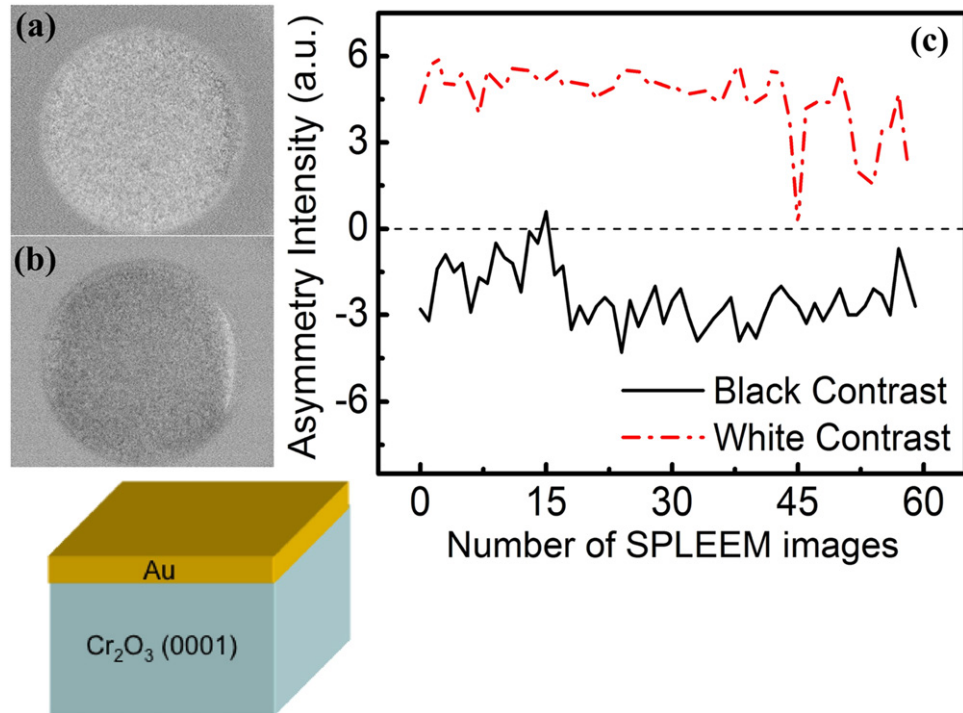 (a)
(b)
(c)
Asymmetry Intensity (a.u.)
6
3
0
-3
-6
Black Contrast
White Contrast
0 15 30 45 60
Number of SPLEEM images
Au
Cr₂O₃ (0001)